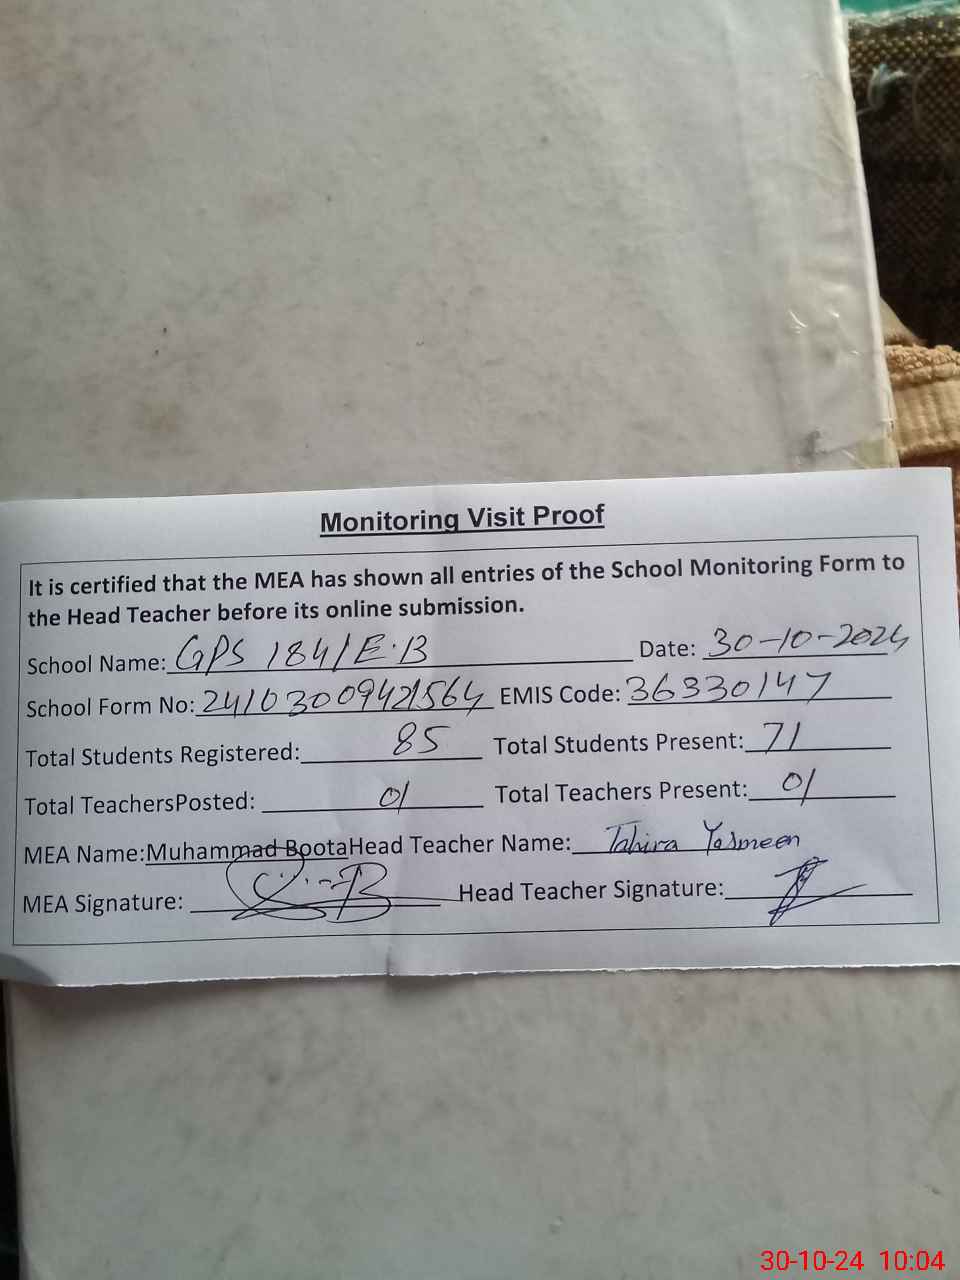 Monitoring Visit Proof
It is certified that the MEA has shown all entries of the School Monitoring Form to
the Head Teacher before its online submission.
School Name: GPS 184/E.B Date: 30-10-2024
School Form No: 24103009421564 EMIS Code: 36330147
Total Students Registered: 85 Total Students Present: 71
Total TeachersPosted: 01 Total Teachers Present: 01
MEA Name:Muhammad BootaHead Teacher Name: Tahira Yasmeen
MEA Signature: Head Teacher Signature:
30-10-24 10:04